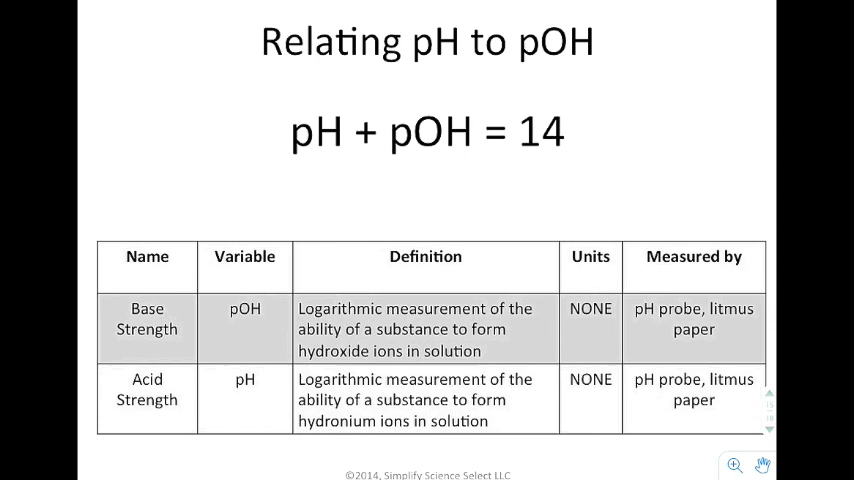 Relating pH to pOH
pH + pOH = 14
Name Variable Definition Units Measured by
Base Strength pOH Logarithmic measurement of the ability of a substance to form hydroxide ions in solution NONE pH probe, litmus paper
Acid Strength pH Logarithmic measurement of the ability of a substance to form hydronium ions in solution NONE pH probe, litmus paper
©2014, Simplify Science Select LLC